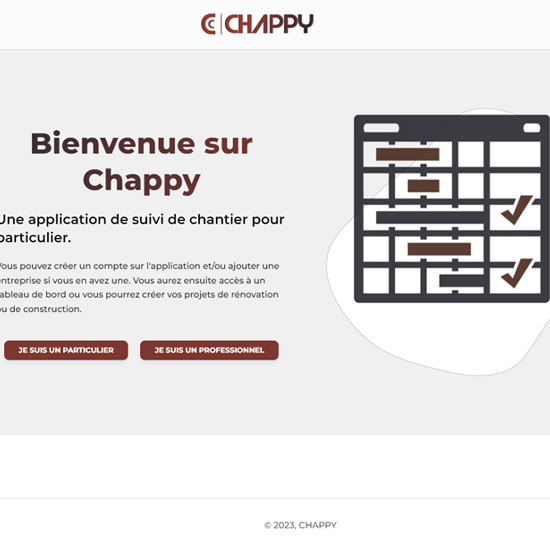 CHAPPY
Bienvenue sur
Chappy
Une application de suivi de chantier pour
particulier.
Vous pouvez créer un compte sur l'application et/ou ajouter une
entreprise si vous en avez une. Vous aurez ensuite accès à un
tableau de bord ou vous pourrez créer vos projets de rénovation
ou de construction.
JE SUIS UN PARTICULIER JE SUIS UN PROFESSIONNEL
© 2023, CHAPPY